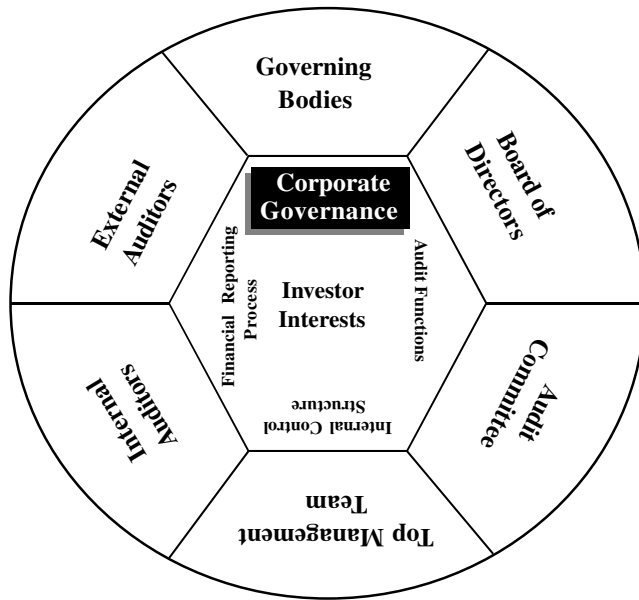 Governing
Bodies
Board of
Directors
Audit
Committee
Top Management
Team
Internal
Auditors
External
Auditors
Corporate
Governance
Financial Reporting
Process
Investor
Interests
Audit Functions
Internal Control
Structure